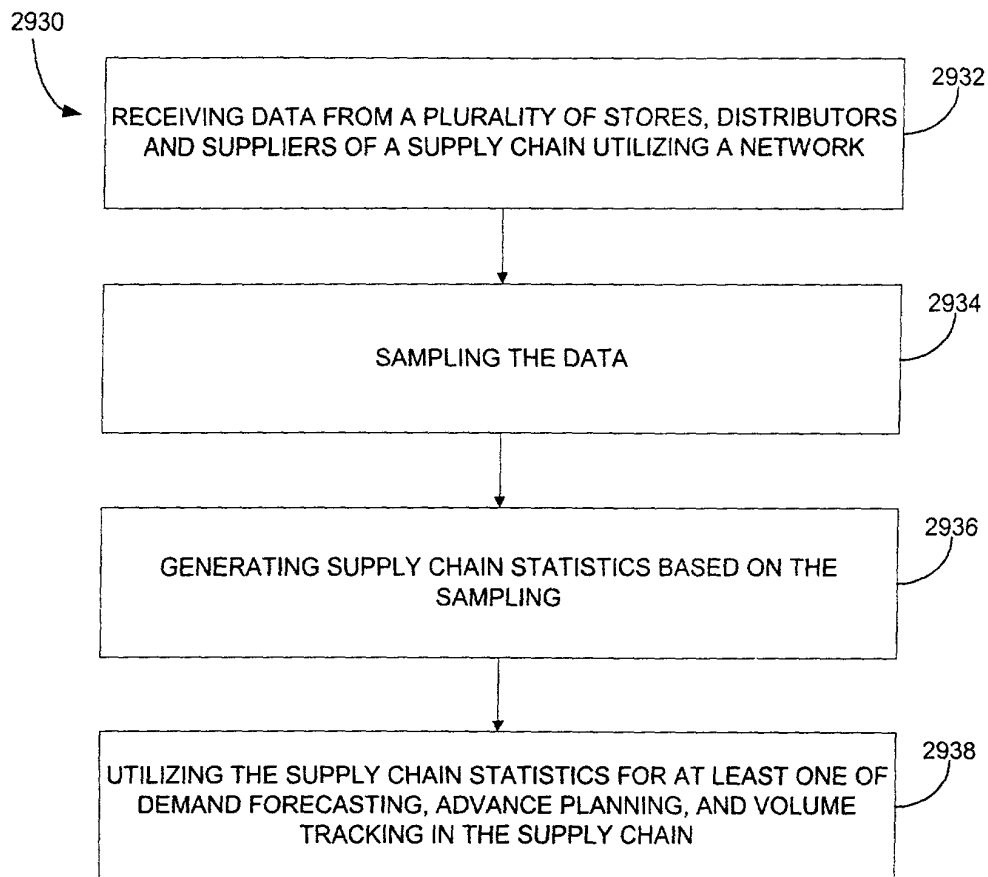 2930
2932
RECEIVING DATA FROM A PLURALITY OF STORES, DISTRIBUTORS
AND SUPPLIERS OF A SUPPLY CHAIN UTILIZING A NETWORK
2934
SAMPLING THE DATA
2936
GENERATING SUPPLY CHAIN STATISTICS BASED ON THE
SAMPLING
2938
UTILIZING THE SUPPLY CHAIN STATISTICS FOR AT LEAST ONE OF
DEMAND FORECASTING, ADVANCE PLANNING, AND VOLUME
TRACKING IN THE SUPPLY CHAIN